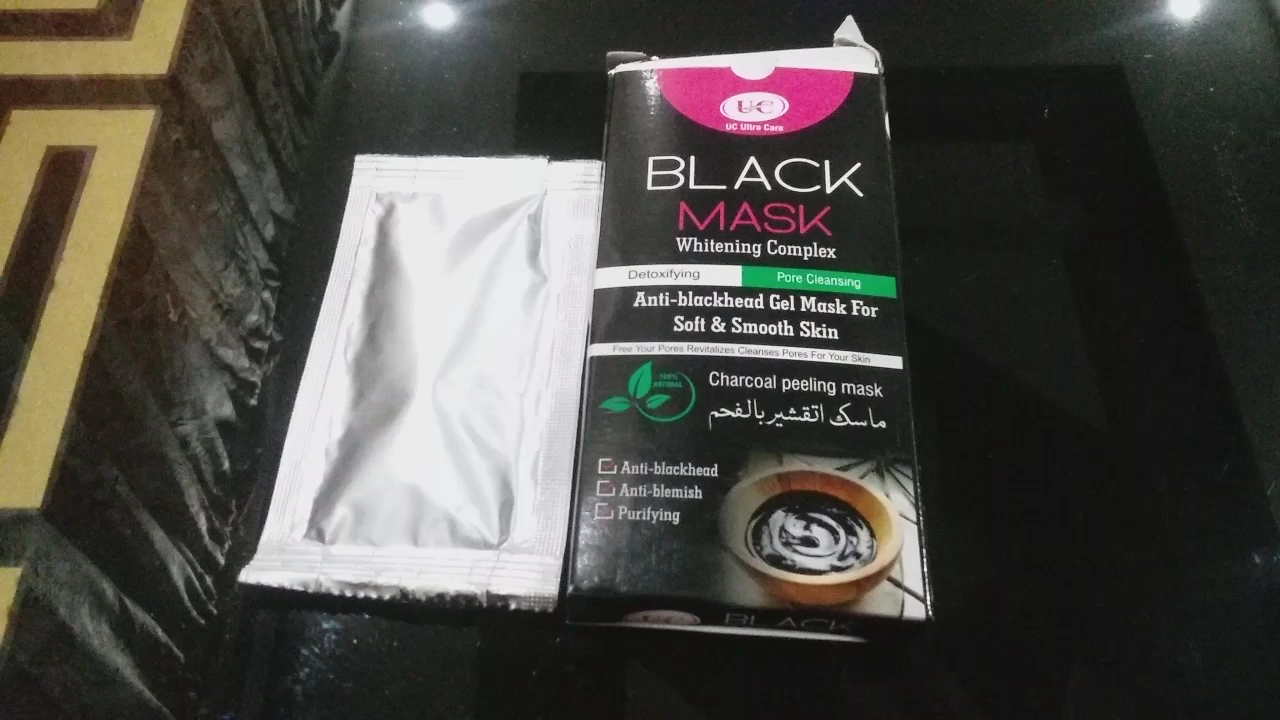 UC
UC Ultra Care
BLACK
MASK
Whitening Complex
Detoxifying
Pore Cleansing
Anti-blackhead Gel Mask For
Soft & Smooth Skin
Free Your Pores Revitalizes Cleanses Pores For Your Skin
100%
NATURAL
Charcoal peeling mask
ماسك اتقشير بالفحم
Anti-blackhead
Anti-blemish
Purifying
UC
BLACK